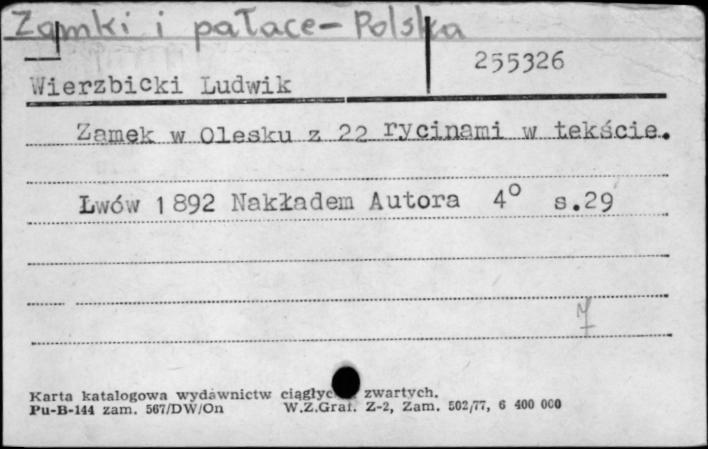 Zamki i pałace - Polska
255326
Wierzbicki Ludwik
Zamek w Olesku z 22 rycinami w tekście.
Lwów 1892 Nakładem Autora 4° s.29
Karta katalogowa wydawnictw ciągłyc zwartych.
Pu-B-144 zam. 567/DW/On W.Z.Graf. Z-2, Zam. 502/77, 6 400 000